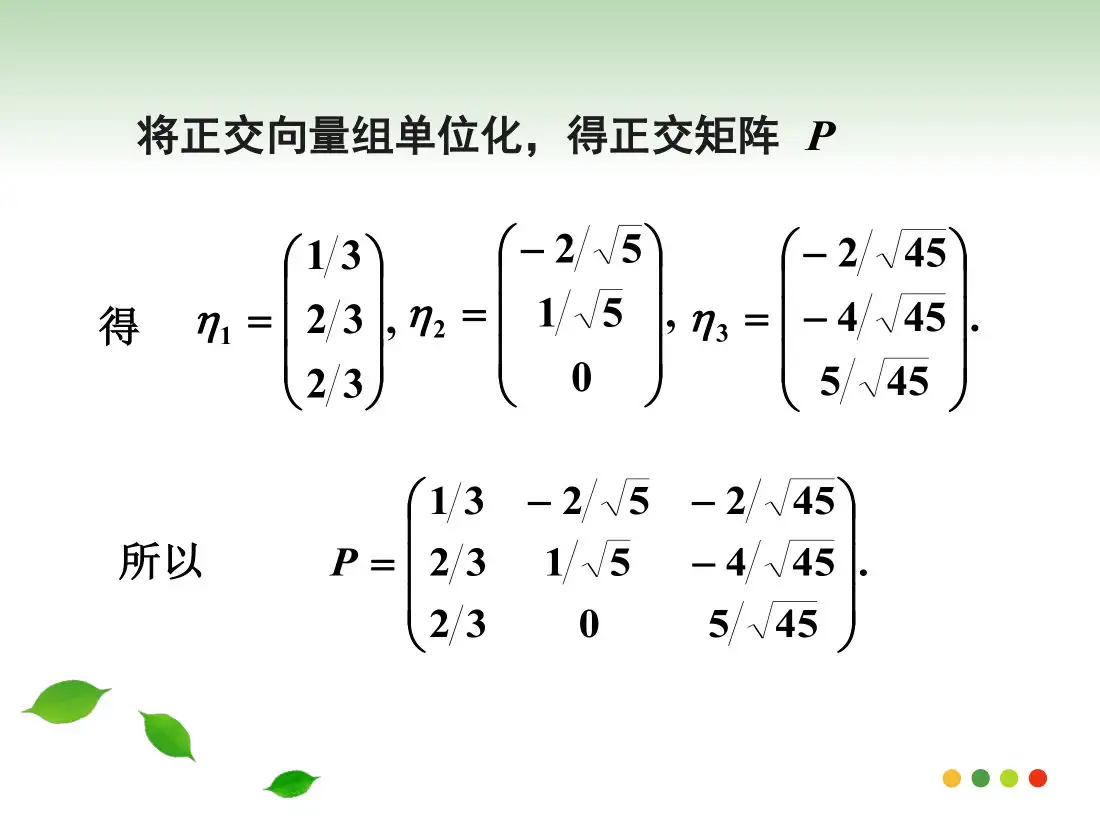 将正交向量组单位化，得正交矩阵 P
得 η₁ = (1/3, 2/3, 2/3), η₂ = (−2/√5, 1/√5, 0), η₃ = (−2/√45, −4/√45, 5/√45).
所以 P = (1/3 −2/√5 −2/√45
2/3 1/√5 −4/√45
2/3 0 5/√45).